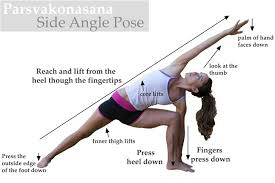 Parsvakonasana
Side Angle Pose
palm of hand
faces down
Reach and lift from the
heel though the fingertips
look at the
thumb
core lifts
Inner thigh lifts
Press the
outside edge
of the foot down
Press
heel down
Fingers
press down